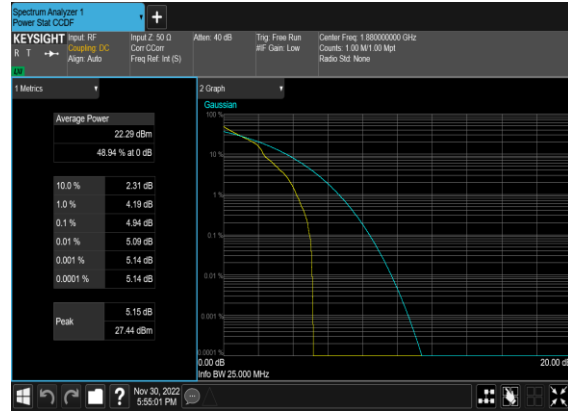 Spectrum Analyzer 1
Power Stat CCDF
KEYSIGHT
R T
LXI
Input: RF
Coupling: DC
Align: Auto
Input Z: 50 Ω
Corr CCorr
Freq Ref: Int (S)
Atten: 40 dB
Trig: Free Run
#IF Gain: Low
Center Freq: 1.880000000 GHz
Counts: 1.00 M/1.00 Mpt
Radio Std: None
1 Metrics
Average Power
22.29 dBm
48.94 % at 0 dB
10.0 % 2.31 dB
1.0 % 4.19 dB
0.1 % 4.94 dB
0.01 % 5.09 dB
0.001 % 5.14 dB
0.0001 % 5.14 dB
Peak
5.15 dB
27.44 dBm
2 Graph
Gaussian
100 %
10 %
1 %
0.1 %
0.01 %
0.001 %
0.0001 %
0.00 dB
20.00 dB
Info BW 25.000 MHz
Nov 30, 2022
5:55:01 PM